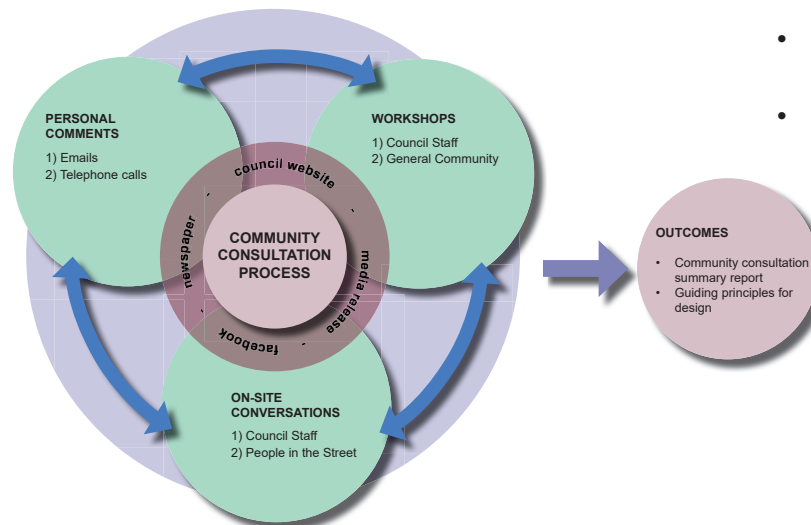 PERSONAL
COMMENTS
1) Emails
2) Telephone calls
WORKSHOPS
1) Council Staff
2) General Community
newspaper - council website - media release - facebook -
COMMUNITY
CONSULTATION
PROCESS
ON-SITE
CONVERSATIONS
1) Council Staff
2) People in the Street
OUTCOMES
• Community consultation
summary report
• Guiding principles for
design
•
•